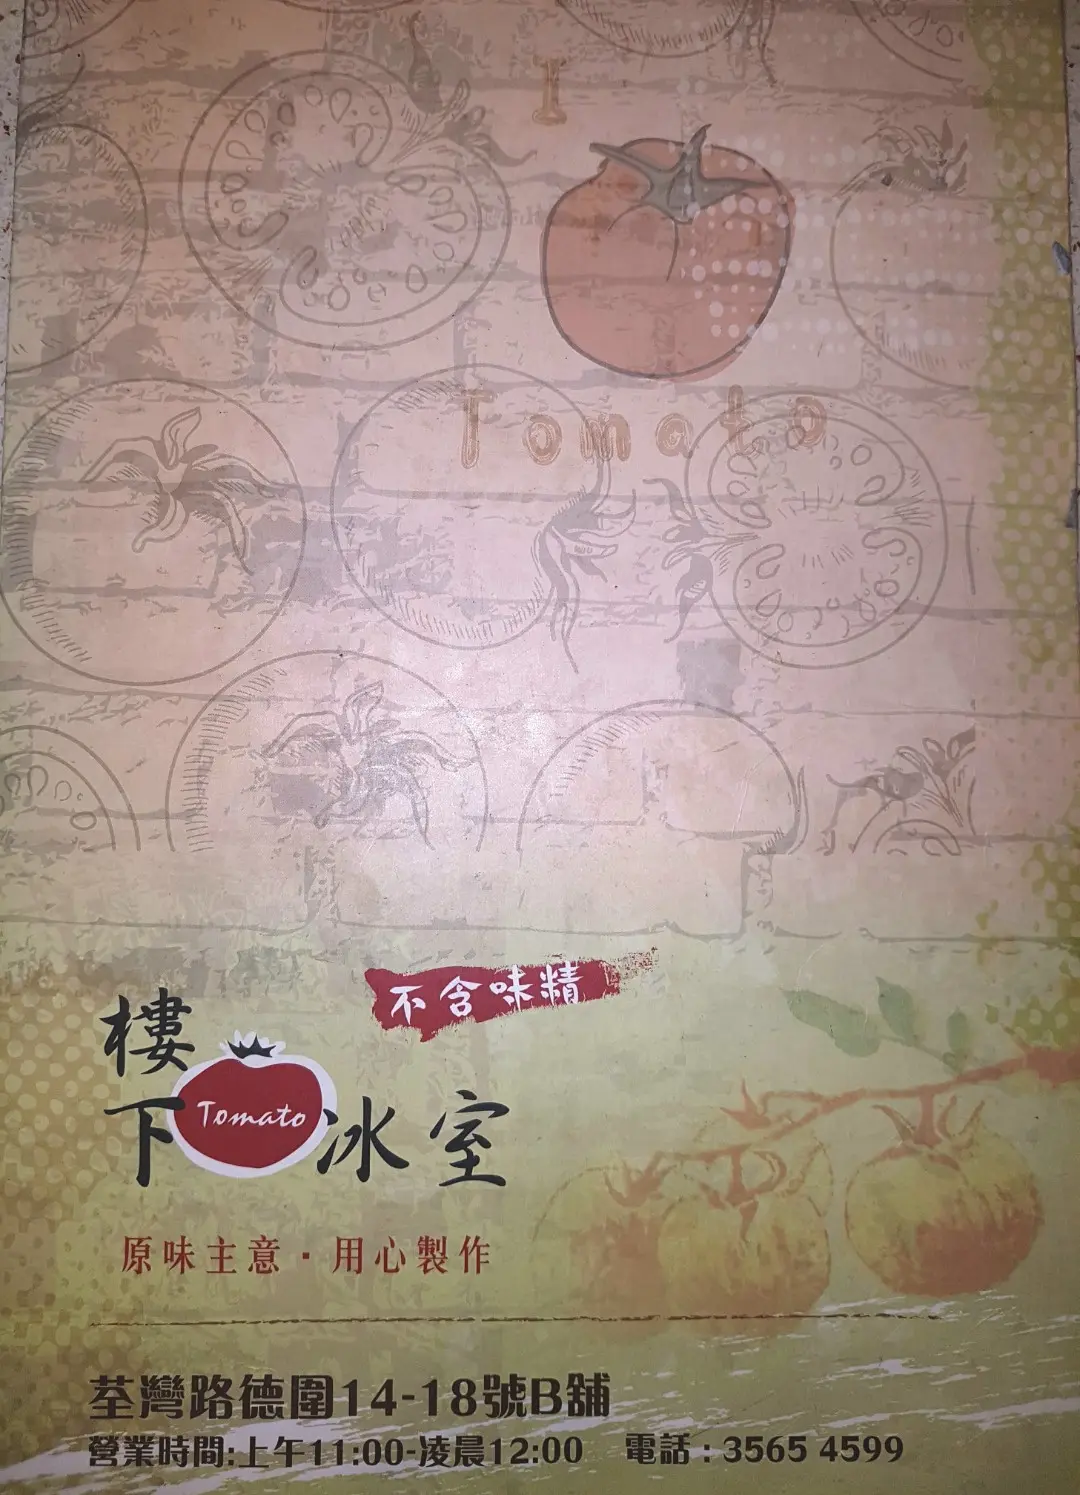 I
Tomato
不含味精
樓
下 Tomato 冰室
原味主意·用心製作
荃灣路德圍14-18號B舖
營業時間:上午11:00-凌晨12:00 電話:3565 4599